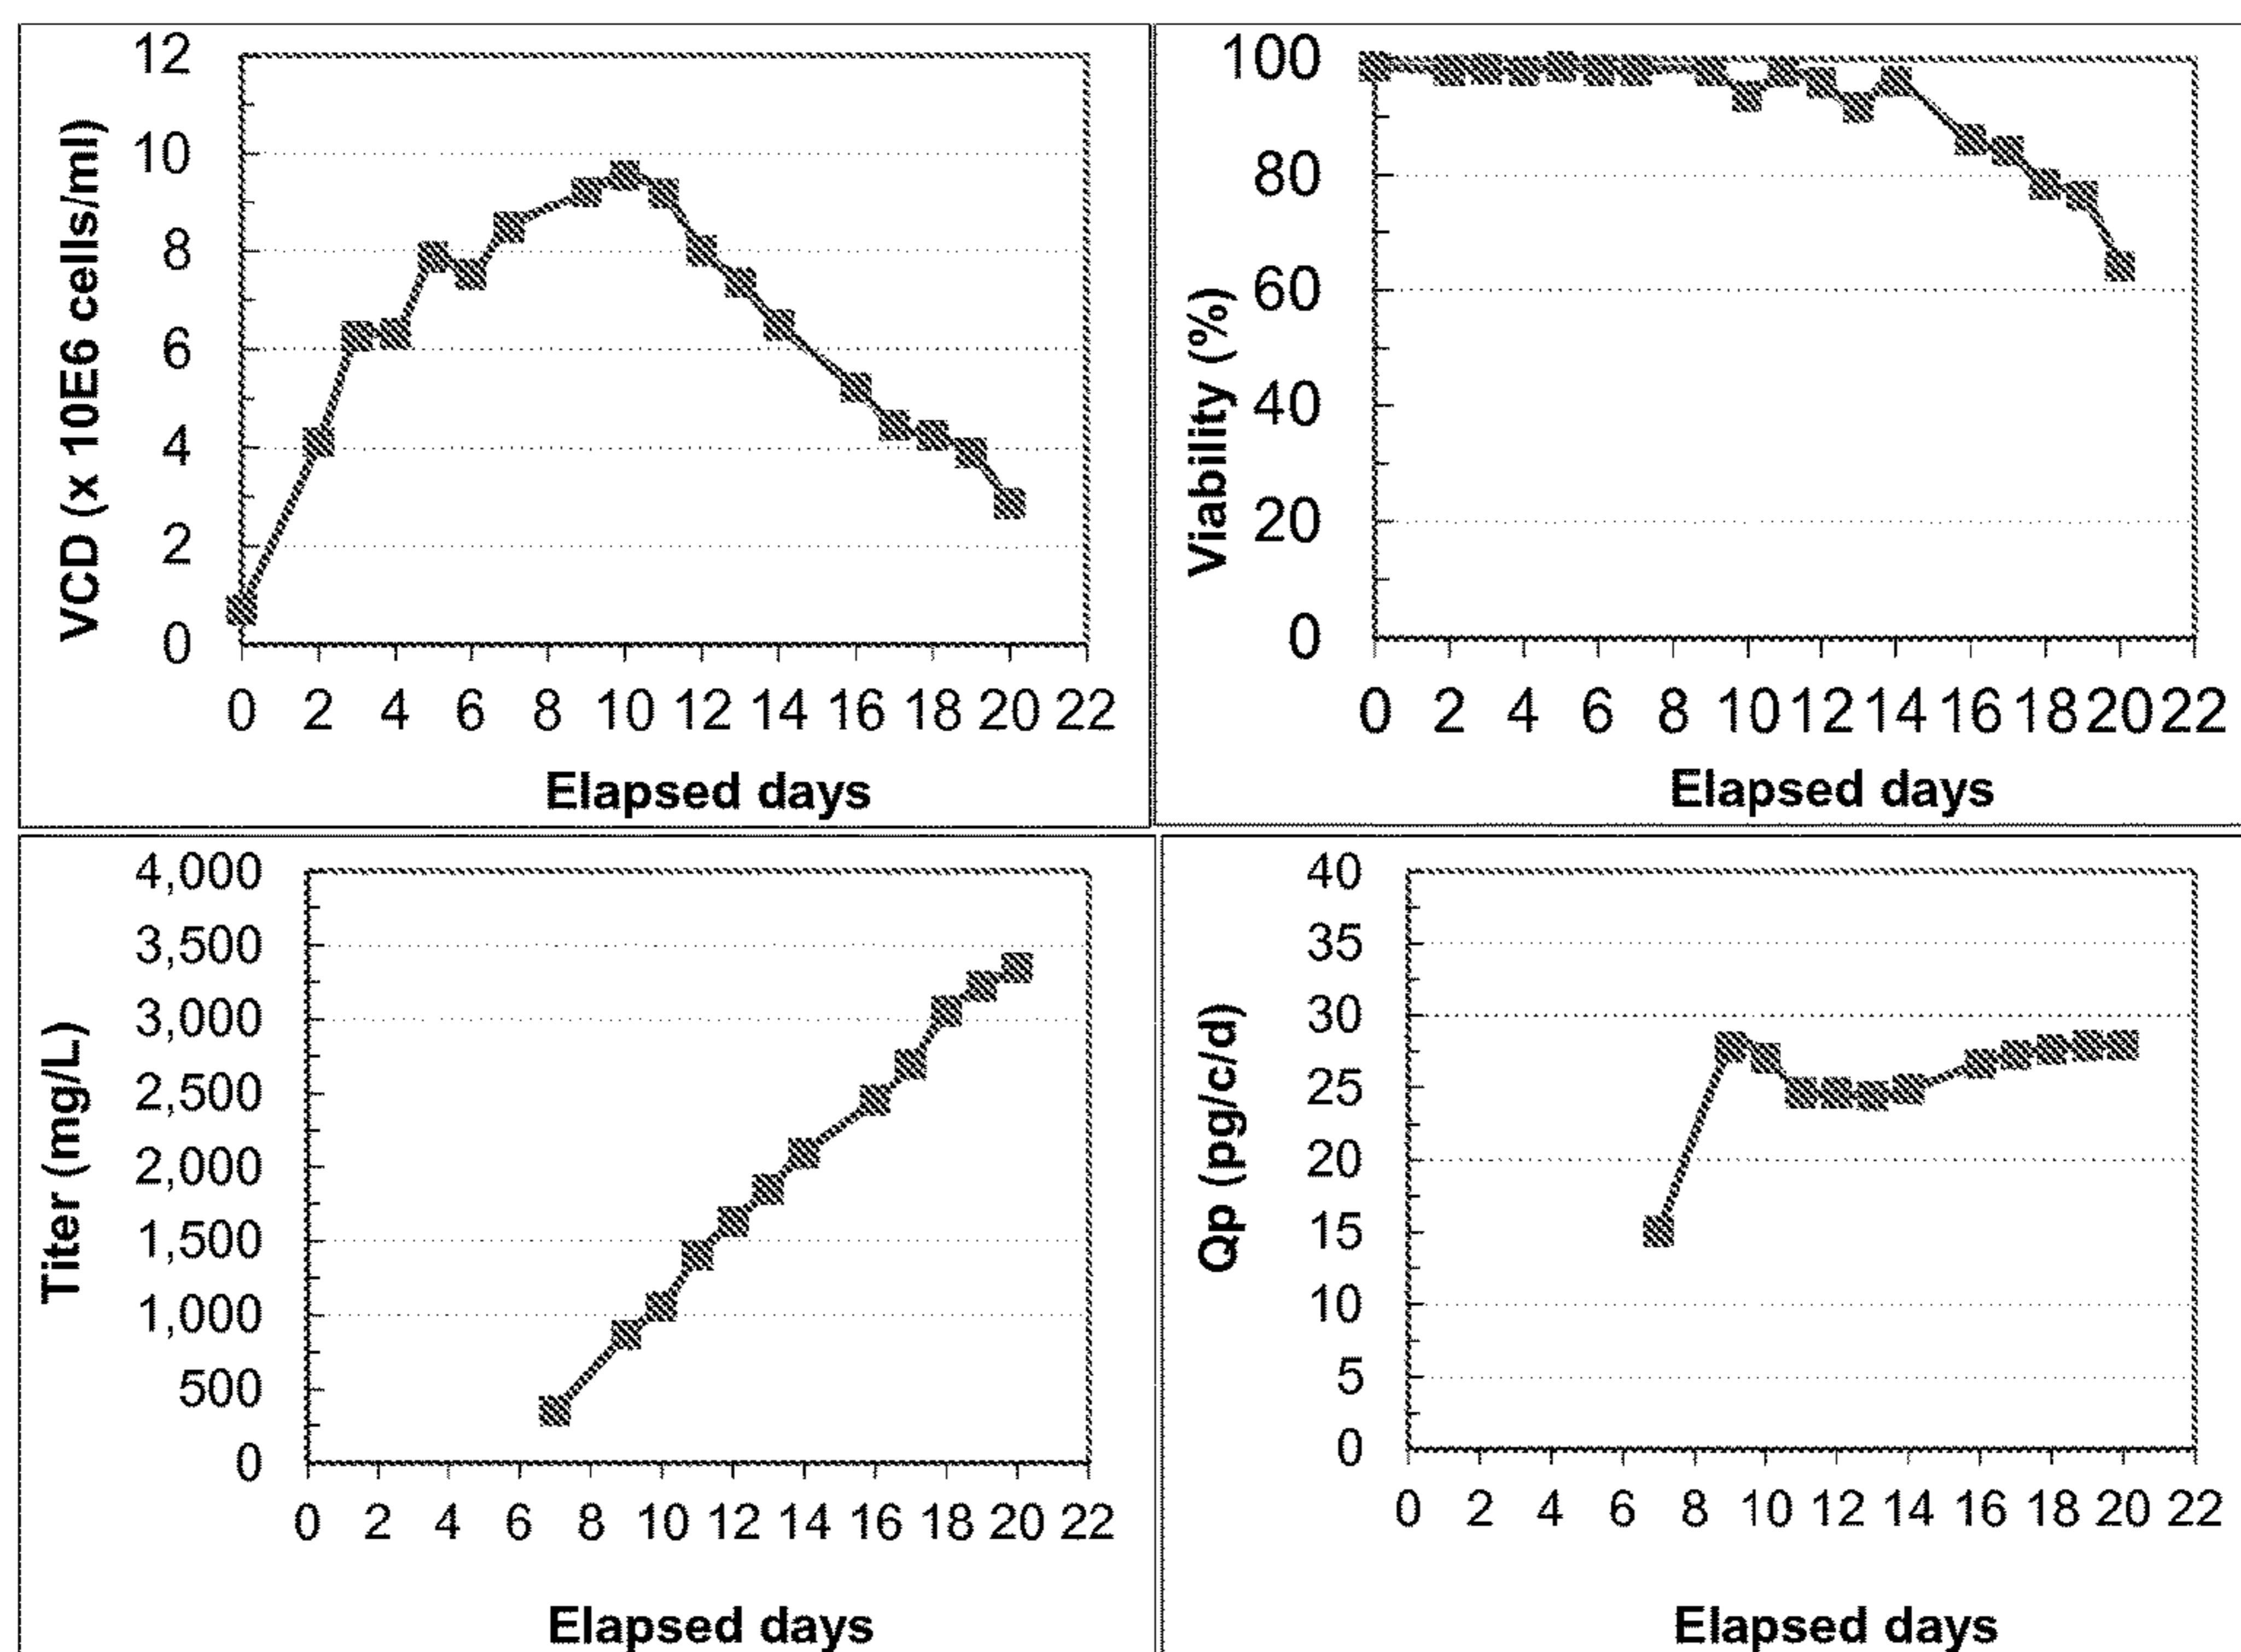 VCD (x 10E6 cells/ml)
12
10
8
6
4
2
0
0 2 4 6 8 10 12 14 16 18 20 22
Elapsed days
Viability (%)
100
80
60
40
20
0
0 2 4 6 8 10 12 14 16 18 20 22
Elapsed days
Titer (mg/L)
4,000
3,500
3,000
2,500
2,000
1,500
1,000
500
0
0 2 4 6 8 10 12 14 16 18 20 22
Elapsed days
Qp (pg/c/d)
40
35
30
25
20
15
10
5
0
0 2 4 6 8 10 12 14 16 18 20 22
Elapsed days